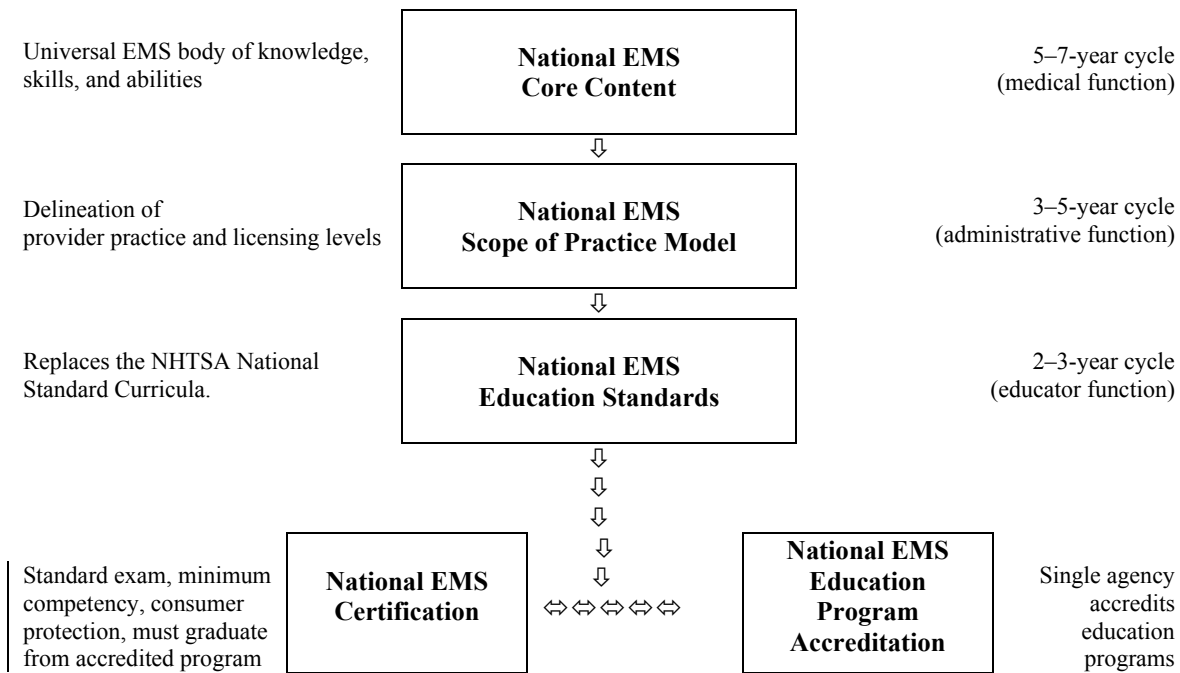 Universal EMS body of knowledge,
skills, and abilities
National EMS
Core Content
5–7-year cycle
(medical function)
Delineation of
provider practice and licensing levels
National EMS
Scope of Practice Model
3–5-year cycle
(administrative function)
Replaces the NHTSA National
Standard Curricula.
National EMS
Education Standards
2–3-year cycle
(educator function)
Standard exam, minimum
competency, consumer
protection, must graduate
from accredited program
National EMS
Certification
National EMS
Education
Program
Accreditation
Single agency
accredits
education
programs